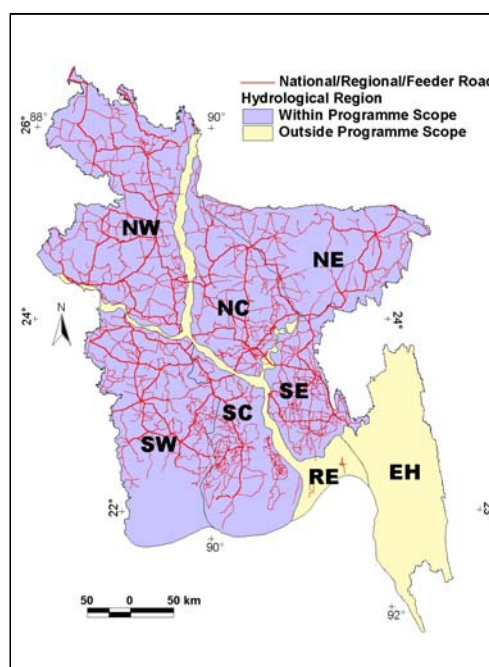 National/Regional/Feeder Road
Hydrological Region
Within Programme Scope
Outside Programme Scope
88°
90°
26°
NW
NE
NC
24°
24°
N
SE
SC
SW
RE
EH
22°
23
90°
92°
50 0 50 km